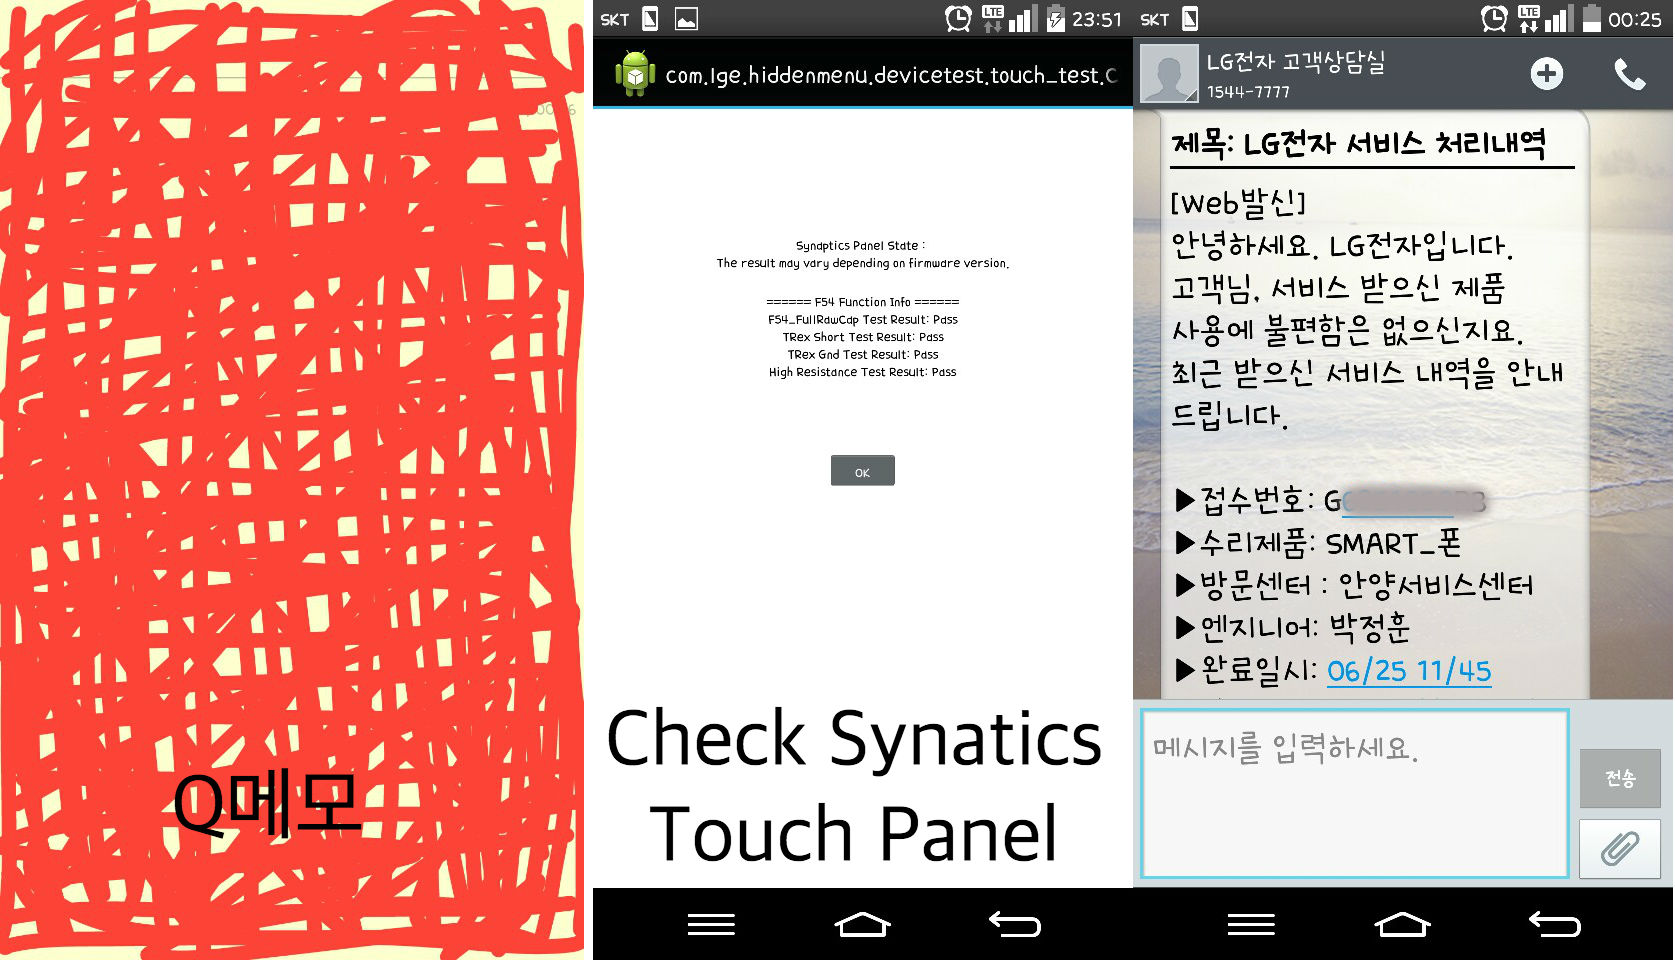 Q메모
SKT
LTE
23:51
com.lge.hiddenmenu.devicetest.touch_test.C
Synaptics Panel State :
The result may vary depending on firmware version.
====== F54 Function Info ======
F54_FullRawCap Test Result: Pass
TRex Short Test Result: Pass
TRex Gnd Test Result: Pass
High Resistance Test Result: Pass
OK
Check Synatics
Touch Panel
SKT
LTE
00:25
LG전자 고객상담실
1544-7777
제목: LG전자 서비스 처리내역
[Web발신]
안녕하세요. LG전자입니다.
고객님, 서비스 받으신 제품
사용에 불편함은 없으신지요.
최근 받으신 서비스 내역을 안내
드립니다.
▶접수번호: G
▶수리제품: SMART_폰
▶방문센터 : 안양서비스센터
▶엔지니어: 박정훈
▶완료일시: 06/25 11/45
메시지를 입력하세요.
전송